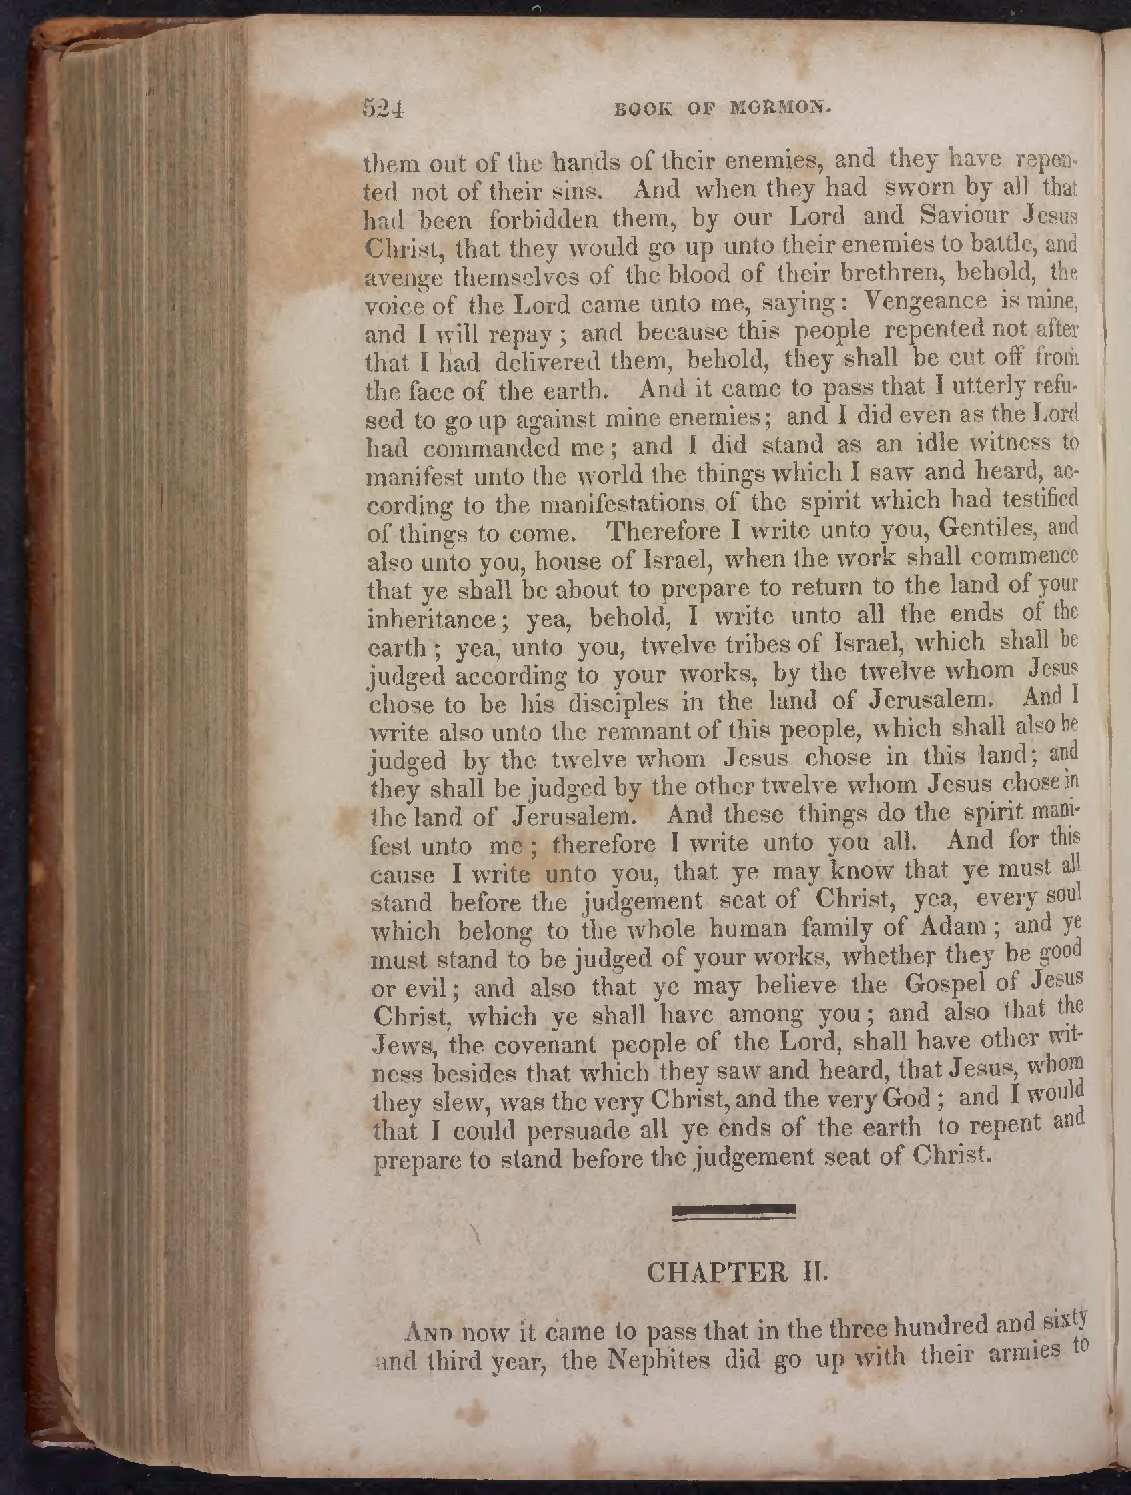 524 BOOK OF MORMON.
them out of the hands of their enemies, and they have repen-
ted not of their sins. And when they had sworn by all that
had been forbidden them, by our Lord and Saviour Jesus
Christ, that they would go up unto their enemies to battle, and
avenge themselves of the blood of their brethren, behold, the
voice of the Lord came unto me, saying: Vengeance is mine,
and I will repay; and because this people repented not after
that I had delivered them, behold, they shall be cut off from
the face of the earth. And it came to pass that I utterly refu-
sed to go up against mine enemies; and I did even as the Lord
had commanded me; and I did stand as an idle witness to
manifest unto the world the things which I saw and heard, ac-
cording to the manifestations of the spirit which had testified
of things to come. Therefore I write unto you, Gentiles, and
also unto you, house of Israel, when the work shall commence
that ye shall be about to prepare to return to the land of your
inheritance; yea, behold, I write unto all the ends of the
earth; yea, unto you, twelve tribes of Israel, which shall be
judged according to your works, by the twelve whom Jesus
chose to be his disciples in the land of Jerusalem. And I
write also unto the remnant of this people, which shall also be
judged by the twelve whom Jesus chose in this land; and
they shall be judged by the other twelve whom Jesus chose in
the land of Jerusalem. And these things do the spirit mani-
fest unto me; therefore I write unto you all. And for this
cause I write unto you, that ye may know that ye must all
stand before the judgement seat of Christ, yea, every soul
which belong to the whole human family of Adam; and ye
must stand to be judged of your works, whether they be good
or evil; and also that ye may believe the Gospel of Jesus
Christ, which ye shall have among you; and also that the
Jews, the covenant people of the Lord, shall have other wit-
ness besides that which they saw and heard, that Jesus, whom
they slew, was the very Christ, and the very God; and I would
that I could persuade all ye ends of the earth to repent and
prepare to stand before the judgement seat of Christ.
CHAPTER II.
AND now it came to pass that in the three hundred and sixty
and third year, the Nephites did go up with their armies to